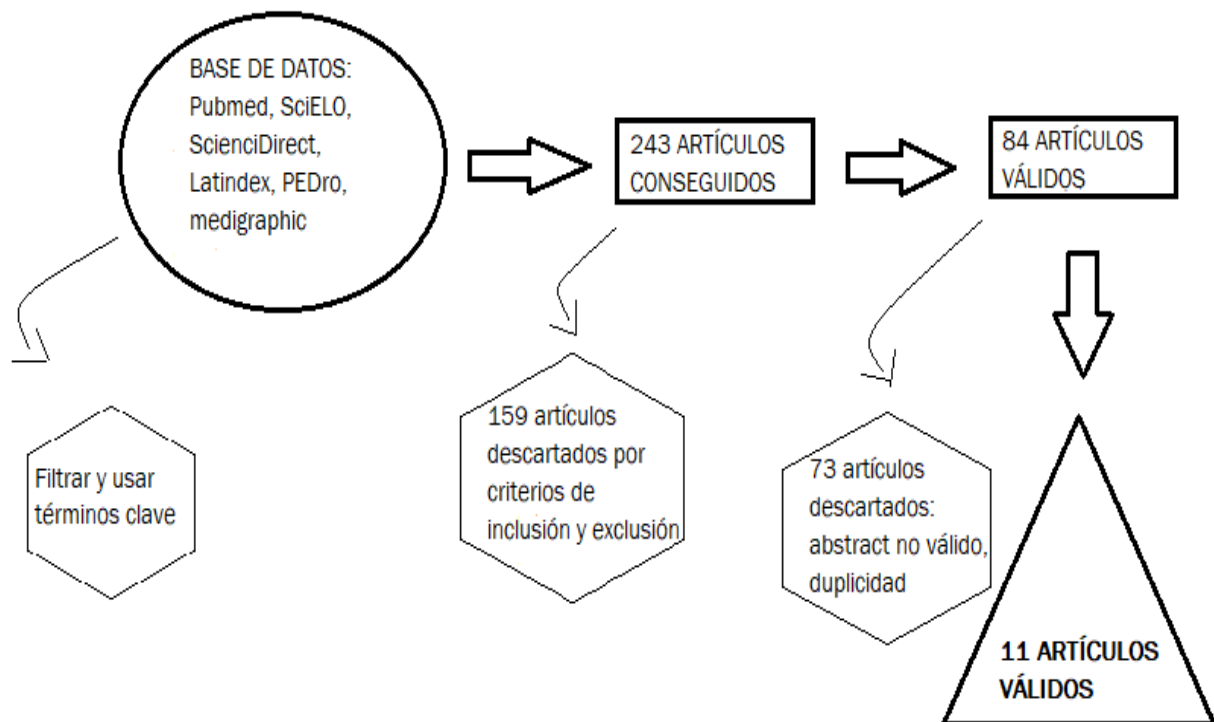 BASE DE DATOS:
Pubmed, SciELO,
ScienciDirect,
Latindex, PEDro,
medigraphic
243 ARTÍCULOS
CONSEGUIDOS
84 ARTÍCULOS
VÁLIDOS
Filtrar y usar
términos clave
159 artículos
descartados por
criterios de
inclusión y exclusión
73 artículos
descartados:
abstract no válido,
duplicidad
11 ARTÍCULOS
VÁLIDOS